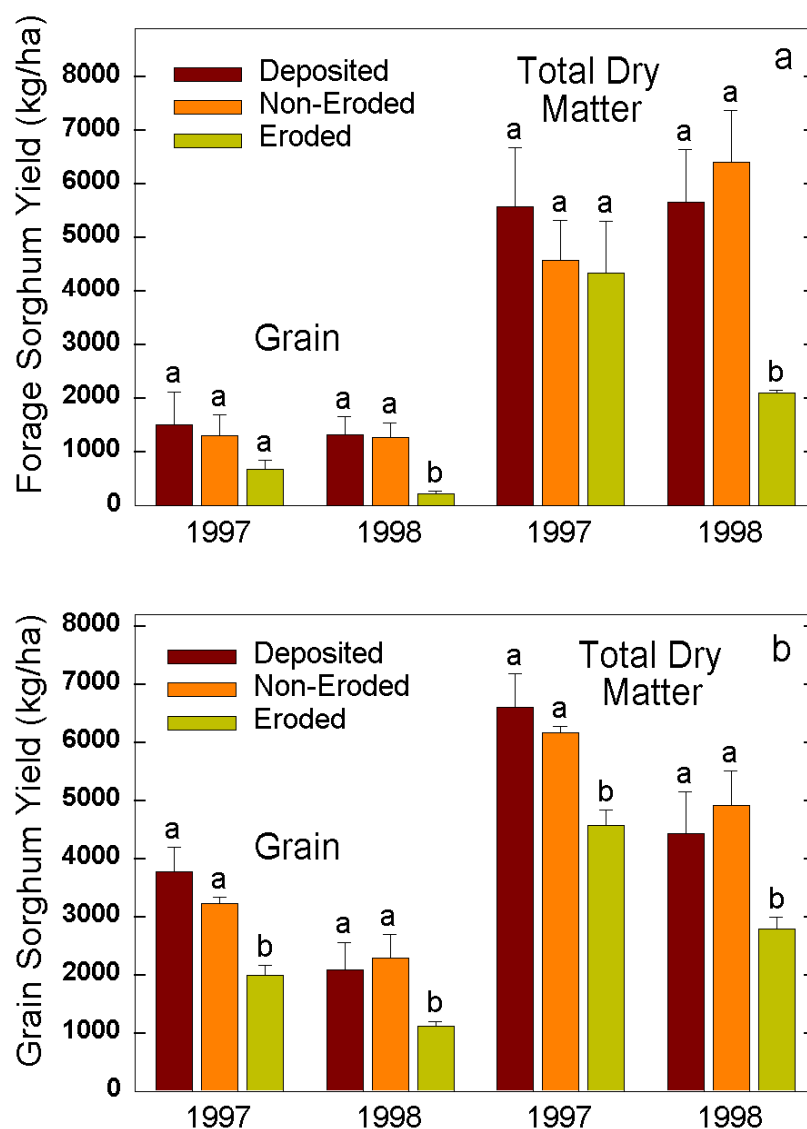 Forage Sorghum Yield (kg/ha)
8000
7000
6000
5000
4000
3000
2000
1000
0
Deposited
Non-Eroded
Eroded
Total Dry
Matter
a
Grain
a a a
a a b
a a a
a a b
1997 1998 1997 1998
Grain Sorghum Yield (kg/ha)
8000
7000
6000
5000
4000
3000
2000
1000
0
Deposited
Non-Eroded
Eroded
Total Dry
Matter
b
Grain
a a b
a a b
a a b
a a b
1997 1998 1997 1998